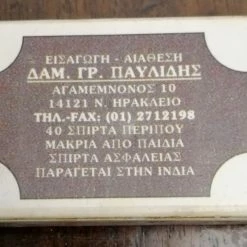 ΕΙΣΑΓΩΓΗ - ΔΙΑΘΕΣΗ
ΔΑΜ. ΓΡ. ΠΑΥΛΙΔΗΣ
ΑΓΑΜΕΜΝΟΝΟΣ 10
14121 Ν. ΗΡΑΚΛΕΙΟ
ΤΗΛ.-FAX: (01) 2712198
40 ΣΠΙΡΤΑ ΠΕΡΙΠΟΥ
ΜΑΚΡΙΑ ΑΠΟ ΠΑΙΔΙΑ
ΣΠΙΡΤΑ ΑΣΦΑΛΕΙΑΣ
ΠΑΡΑΓΕΤΑΙ ΣΤΗΝ ΙΝΔΙΑ